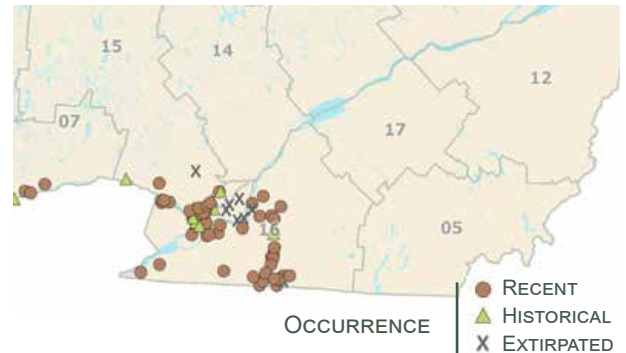 15
14
12
07
17
16
05
RECENT
OCCURRENCE
HISTORICAL
EXTIRPATED